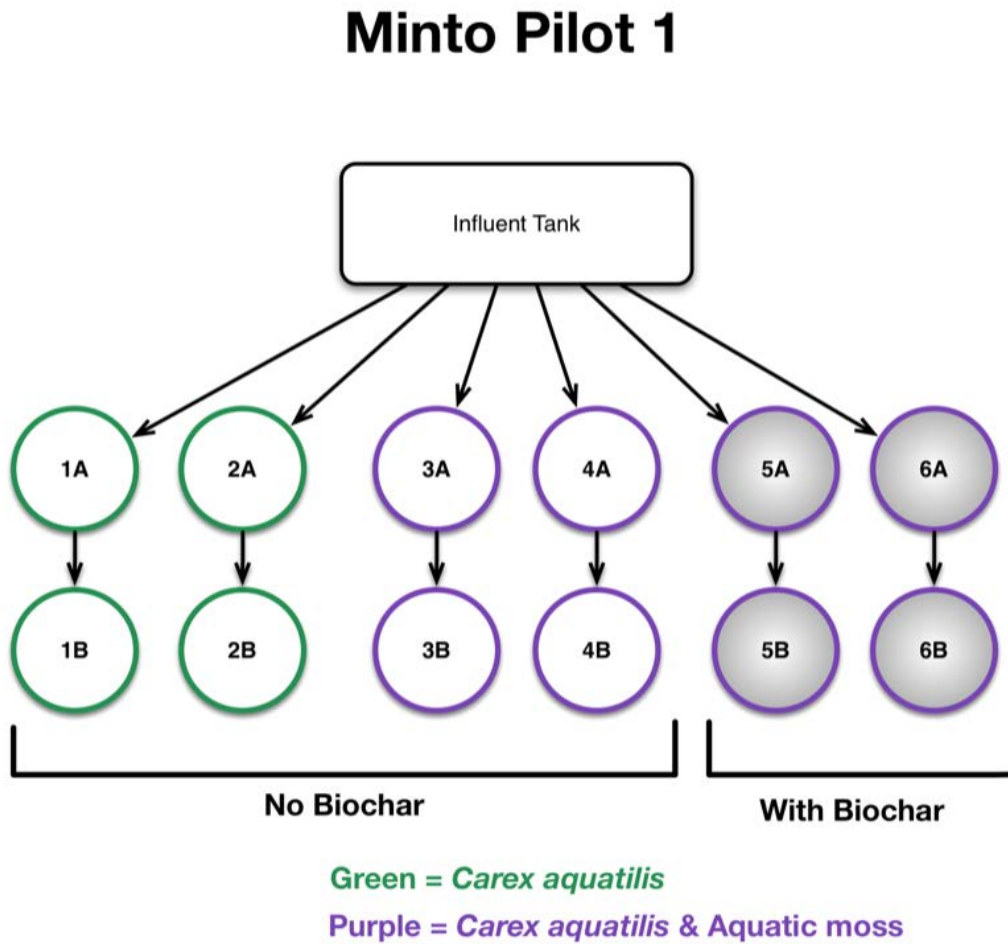 Minto Pilot 1
Influent Tank
1A
2A
3A
4A
5A
6A
1B
2B
3B
4B
5B
6B
No Biochar
With Biochar
Green = Carex aquatilis
Purple = Carex aquatilis & Aquatic moss